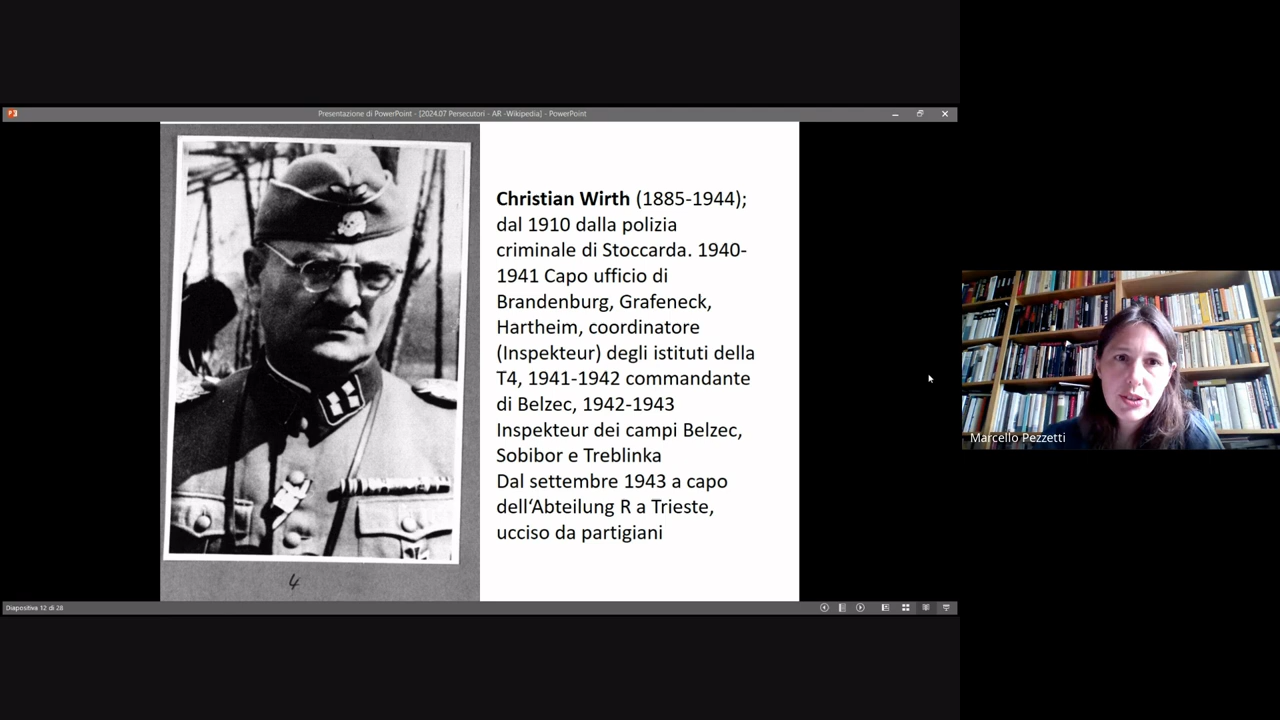 Presentazione di PowerPoint - [2024.07 Persecutori - AR -Wikipedia] - PowerPoint
Christian Wirth (1885-1944);
dal 1910 dalla polizia
criminale di Stoccarda. 1940-
1941 Capo ufficio di
Brandenburg, Grafeneck,
Hartheim, coordinatore
(Inspekteur) degli istituti della
T4, 1941-1942 commandante
di Belzec, 1942-1943
Inspekteur dei campi Belzec,
Sobibor e Treblinka
Dal settembre 1943 a capo
dell‘Abteilung R a Trieste,
ucciso da partigiani
4
Marcello Pezzetti
Diapositiva 12 di 28